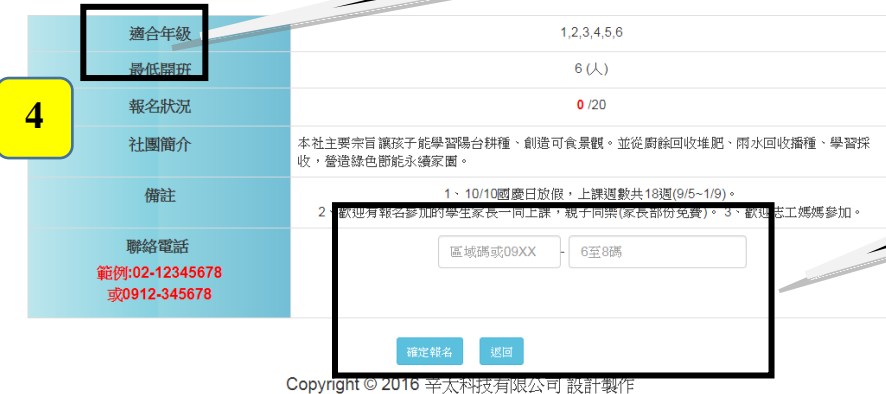 適合年級
1,2,3,4,5,6
最低開班
6 (人)
4
報名狀況
0 /20
社團簡介
本社主要宗旨讓孩子能學習陽台耕種、創造可食景觀。並從廚餘回收堆肥、雨水回收播種、學習採
收，營造綠色節能永續家園。
備註
1、10/10國慶日放假，上課週數共18週(9/5~1/9)。
2、歡迎有報名參加的學生家長一同上課，親子同樂(家長部份免費)。 3、歡迎志工媽媽參加。
聯絡電話
範例:02-12345678
或0912-345678
區域碼或09XX - 6至8碼
確定報名 返回
Copyright © 2016 辛太科技有限公司 設計製作